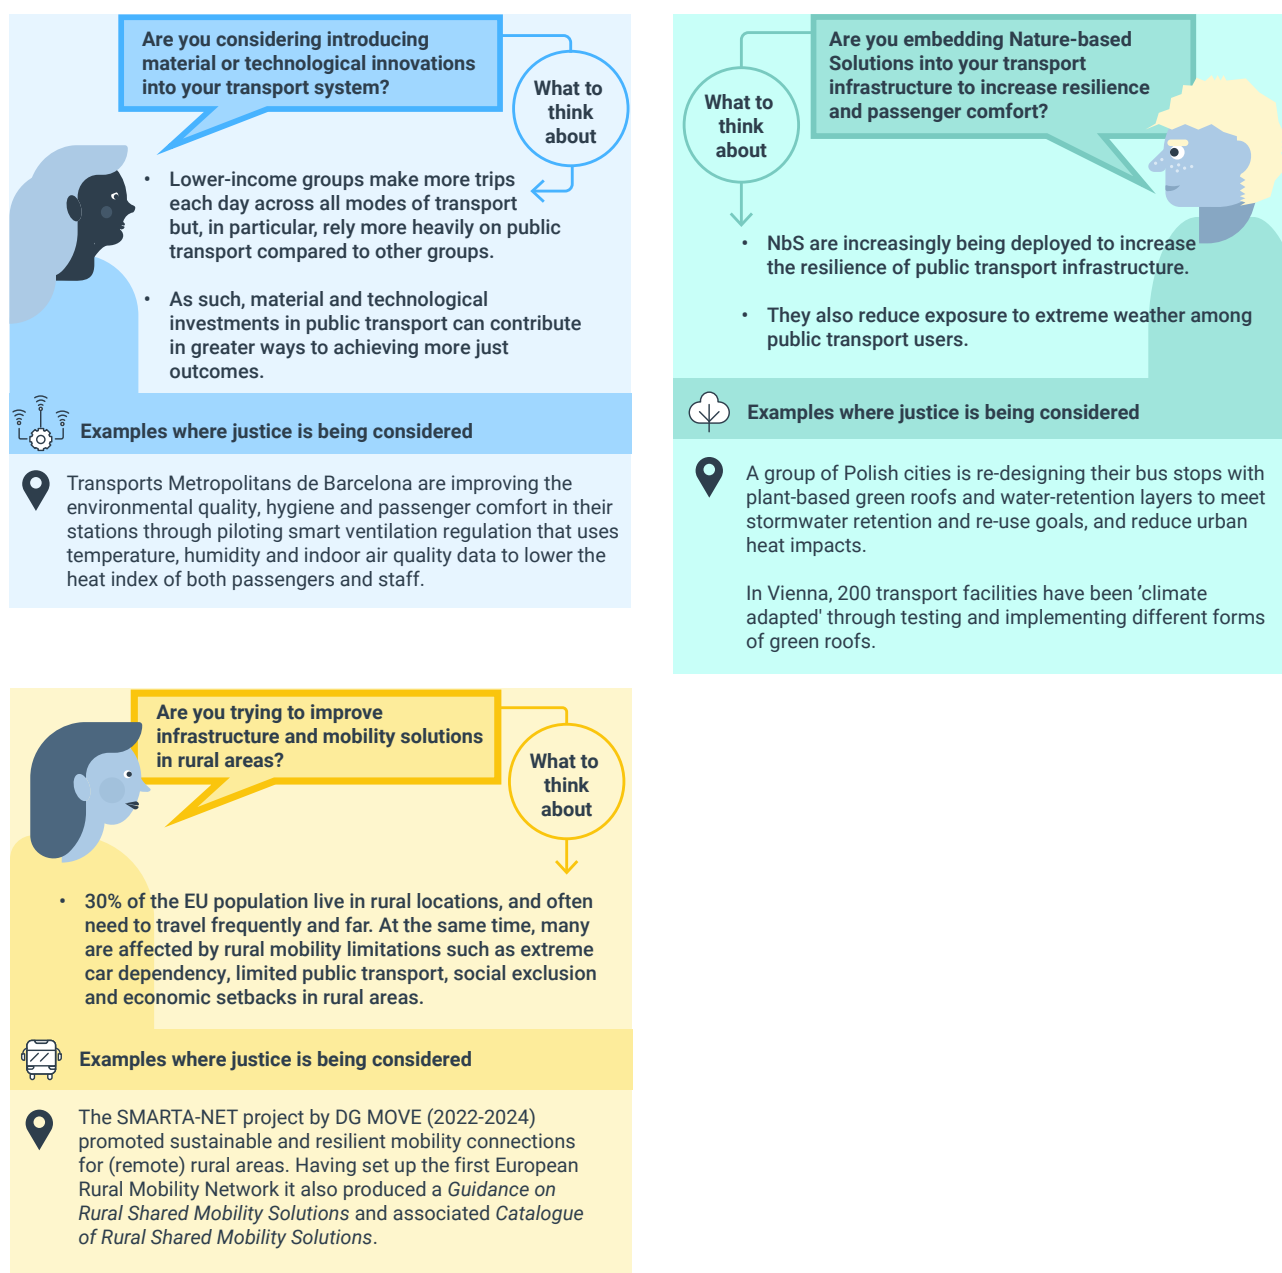 Are you considering introducing
material or technological innovations
into your transport system?
What to
think
about
• Lower-income groups make more trips
each day across all modes of transport
but, in particular, rely more heavily on public
transport compared to other groups.
• As such, material and technological
investments in public transport can contribute
in greater ways to achieving more just
outcomes.
Examples where justice is being considered
Transports Metropolitans de Barcelona are improving the
environmental quality, hygiene and passenger comfort in their
stations through piloting smart ventilation regulation that uses
temperature, humidity and indoor air quality data to lower the
heat index of both passengers and staff.
Are you embedding Nature-based
Solutions into your transport
infrastructure to increase resilience
and passenger comfort?
What to
think
about
• NbS are increasingly being deployed to increase
the resilience of public transport infrastructure.
• They also reduce exposure to extreme weather among
public transport users.
Examples where justice is being considered
A group of Polish cities is re-designing their bus stops with
plant-based green roofs and water-retention layers to meet
stormwater retention and re-use goals, and reduce urban
heat impacts.
In Vienna, 200 transport facilities have been ’climate
adapted' through testing and implementing different forms
of green roofs.
Are you trying to improve
infrastructure and mobility solutions
in rural areas?
What to
think
about
• 30% of the EU population live in rural locations, and often
need to travel frequently and far. At the same time, many
are affected by rural mobility limitations such as extreme
car dependency, limited public transport, social exclusion
and economic setbacks in rural areas.
Examples where justice is being considered
The SMARTA-NET project by DG MOVE (2022-2024)
promoted sustainable and resilient mobility connections
for (remote) rural areas. Having set up the first European
Rural Mobility Network it also produced a Guidance on
Rural Shared Mobility Solutions and associated Catalogue
of Rural Shared Mobility Solutions.